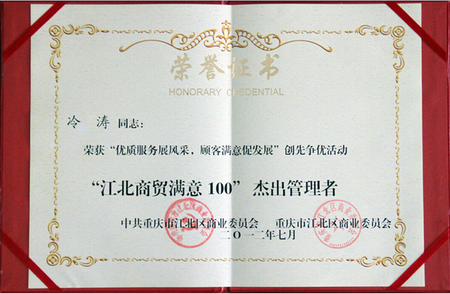 荣誉证书
HONORARY CREDENTIAL
冷涛 同志:
荣获“优质服务展风采，顾客满意促发展”创先争优活动
“江北商贸满意100”杰出管理者
中共重庆市江北区商业委员会 重庆市江北区商业委员会
二〇一二年七月